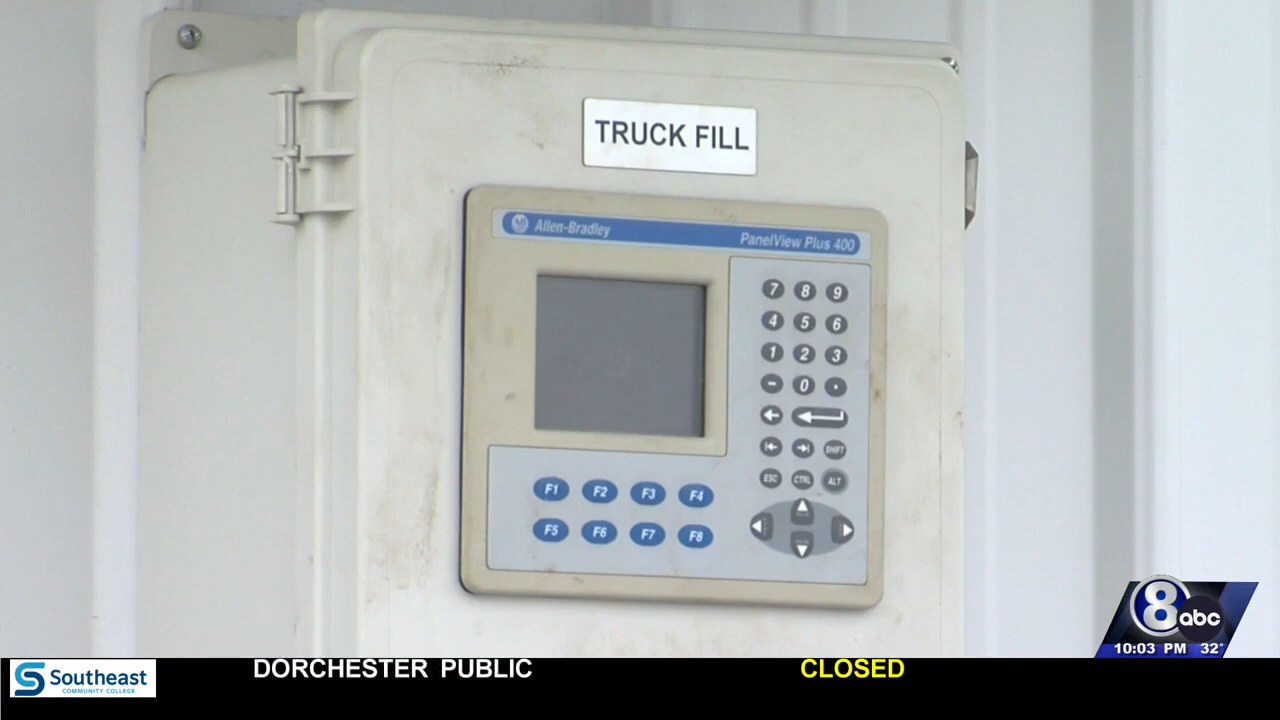 TRUCK FILL
AB Allen-Bradley
PanelView Plus 400
7 8 9
4 5 6
1 2 3
- 0 .
SHIFT
ESC CTRL ALT
F1 F2 F3 F4
F5 F6 F7 F8
8 abc
10:03 PM 32°
Southeast
COMMUNITY COLLEGE
DORCHESTER PUBLIC
CLOSED